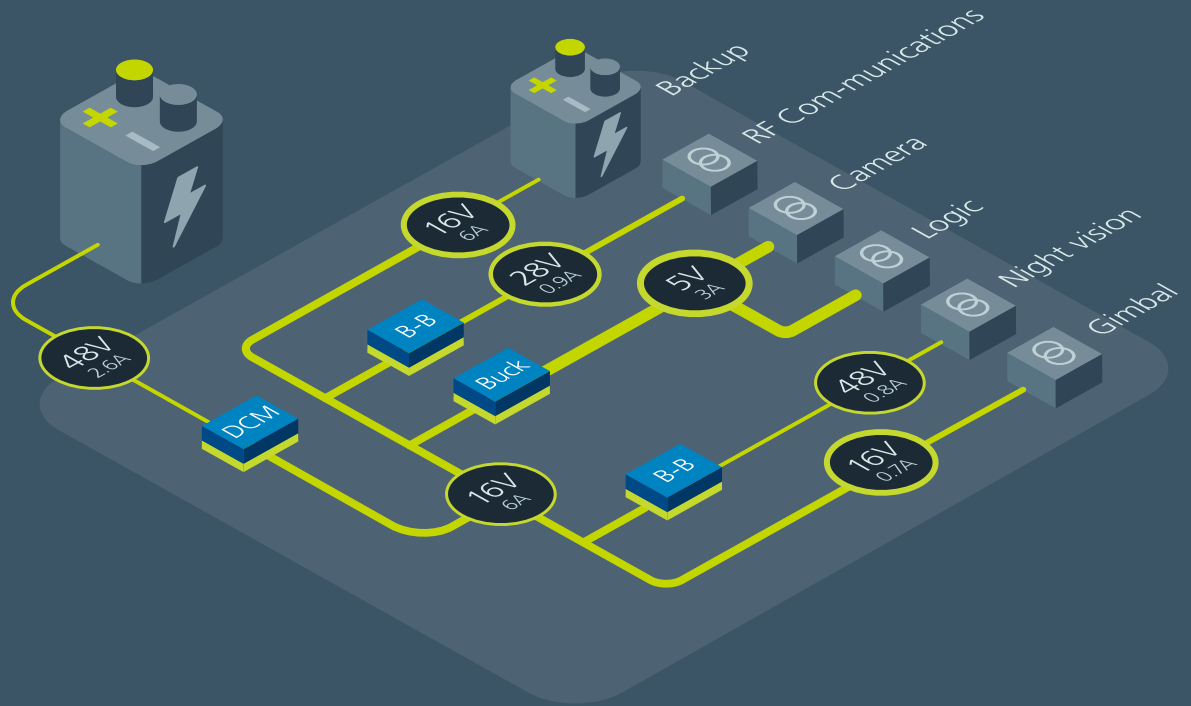 Backup
RF Com-munications
Camera
Logic
Night vision
Gimbal
16V
6A
28V
0.9A
5V
3A
48V
2.6A
B-B
Buck
DCM
48V
0.8A
16V
0.7A
B-B
16V
6A